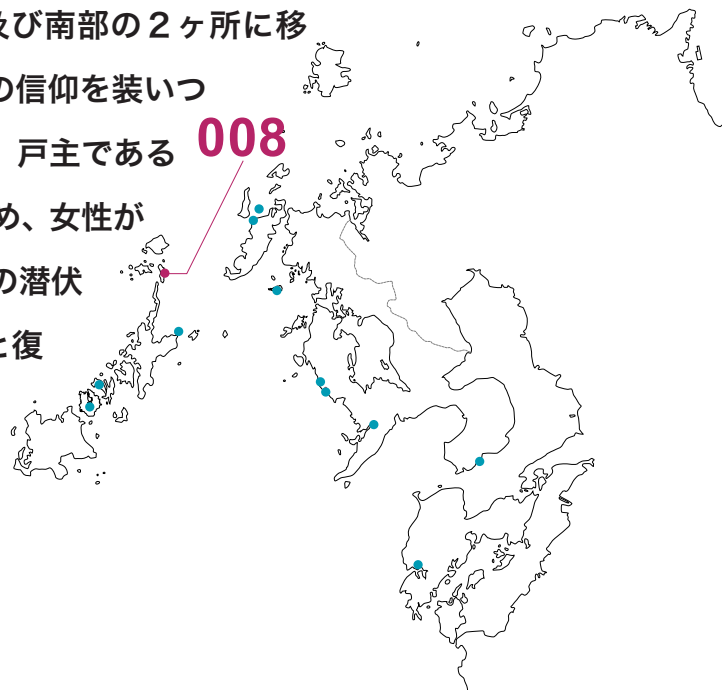 及び南部の２ヶ所に移
の信仰を装いつ
戸主である
め、女性が
の潜伏
と復
008